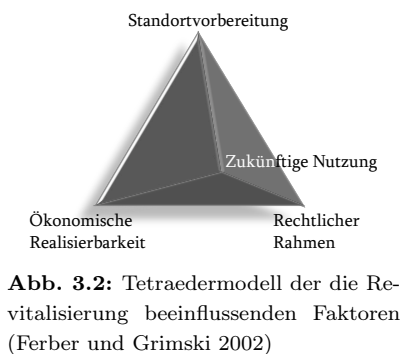 Standortvorbereitung
Zukünftige Nutzung
Ökonomische
Realisierbarkeit
Rechtlicher
Rahmen
Abb. 3.2: Tetraedermodell der die Re-
vitalisierung beeinflussenden Faktoren
(Ferber und Grimski 2002)